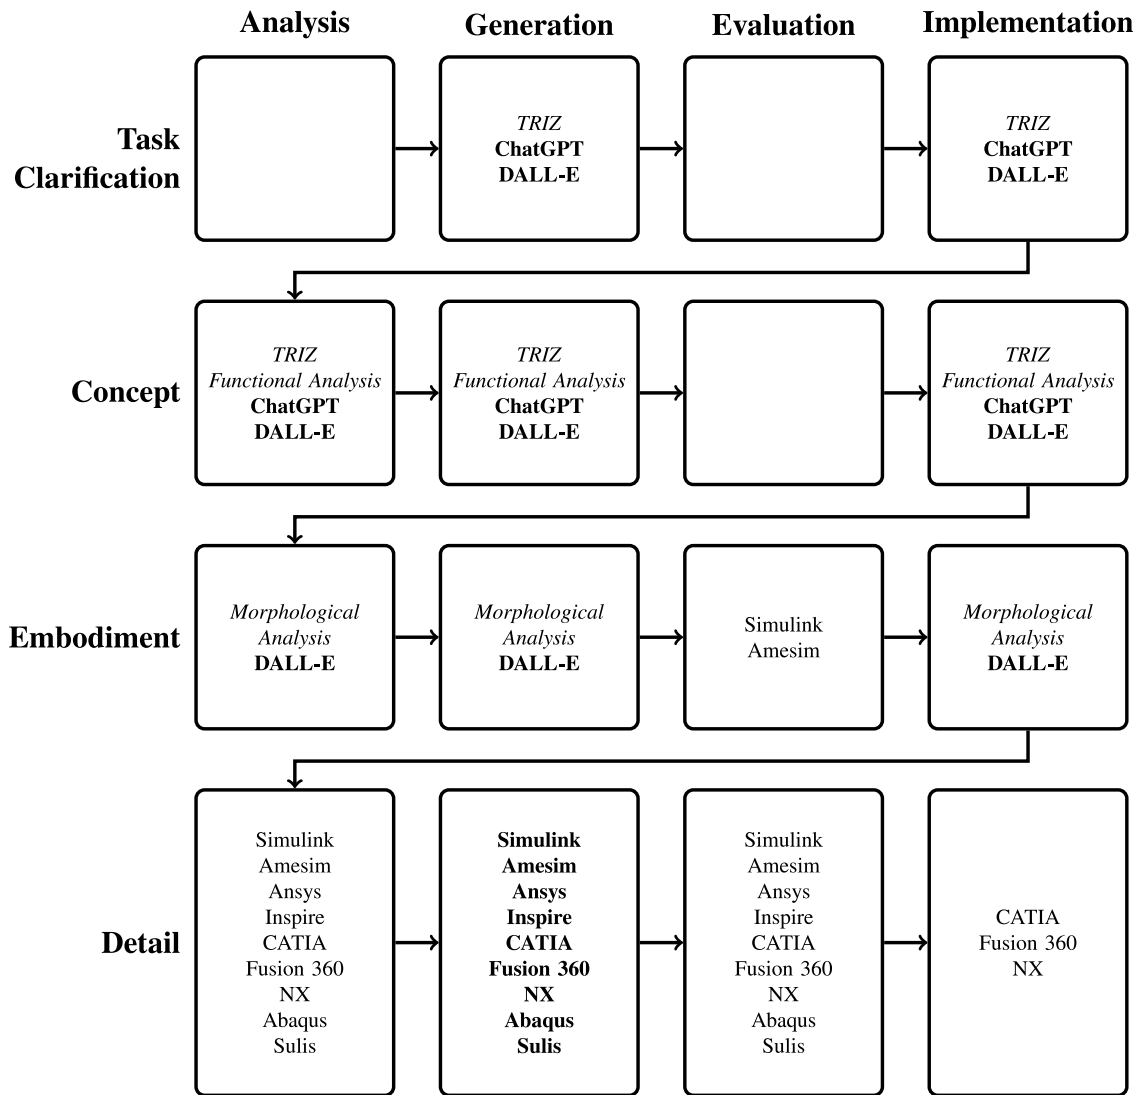 Analysis
Generation
Evaluation
Implementation
Task
Clarification
TRIZ
ChatGPT
DALL-E
TRIZ
ChatGPT
DALL-E
Concept
TRIZ
Functional Analysis
ChatGPT
DALL-E
TRIZ
Functional Analysis
ChatGPT
DALL-E
TRIZ
Functional Analysis
ChatGPT
DALL-E
Embodiment
Morphological
Analysis
DALL-E
Morphological
Analysis
DALL-E
Simulink
Amesim
Morphological
Analysis
DALL-E
Detail
Simulink
Amesim
Ansys
Inspire
CATIA
Fusion 360
NX
Abaqus
Sulis
Simulink
Amesim
Ansys
Inspire
CATIA
Fusion 360
NX
Abaqus
Sulis
Simulink
Amesim
Ansys
Inspire
CATIA
Fusion 360
NX
Abaqus
Sulis
CATIA
Fusion 360
NX